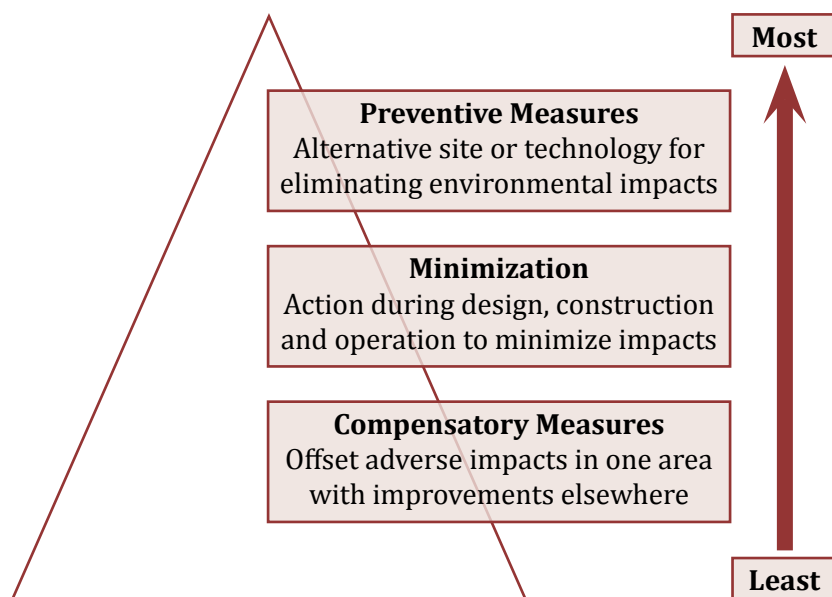 Most
Preventive Measures
Alternative site or technology for
eliminating environmental impacts
Minimization
Action during design, construction
and operation to minimize impacts
Compensatory Measures
Offset adverse impacts in one area
with improvements elsewhere
Least